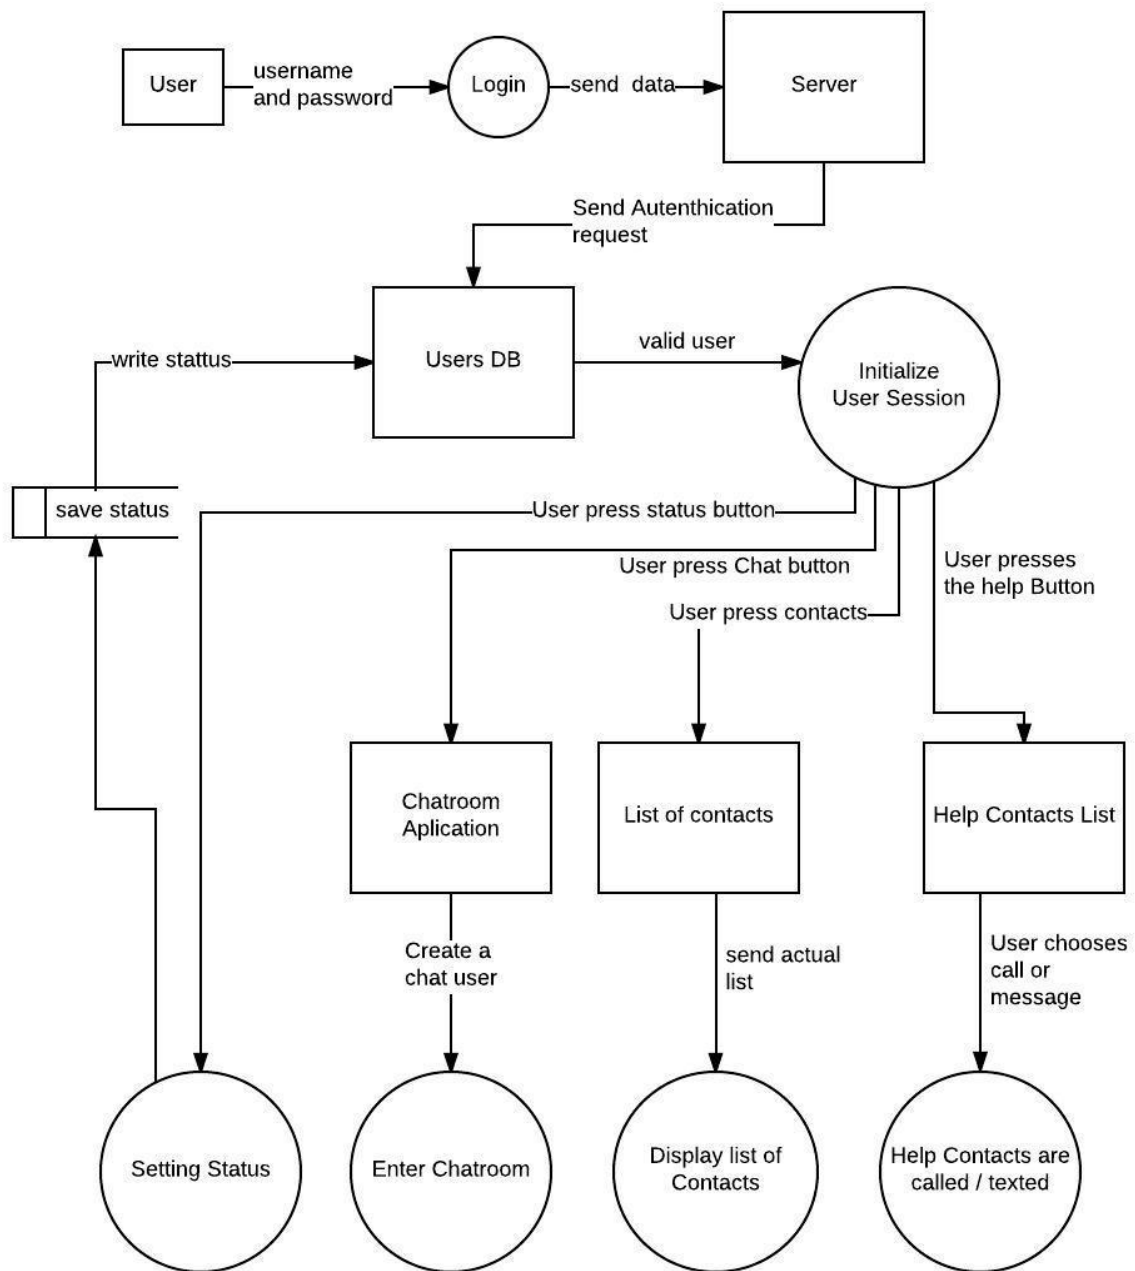 User
username
and password
Login
send  data
Server
Send Autenthication
request
write stattus
Users DB
valid user
Initialize
User Session
save status
User press status button
User press Chat button
User presses
the help Button
User press contacts
Chatroom
Aplication
List of contacts
Help Contacts List
Create a
chat user
send actual
list
User chooses
call or
message
Setting Status
Enter Chatroom
Display list of
Contacts
Help Contacts are
called / texted